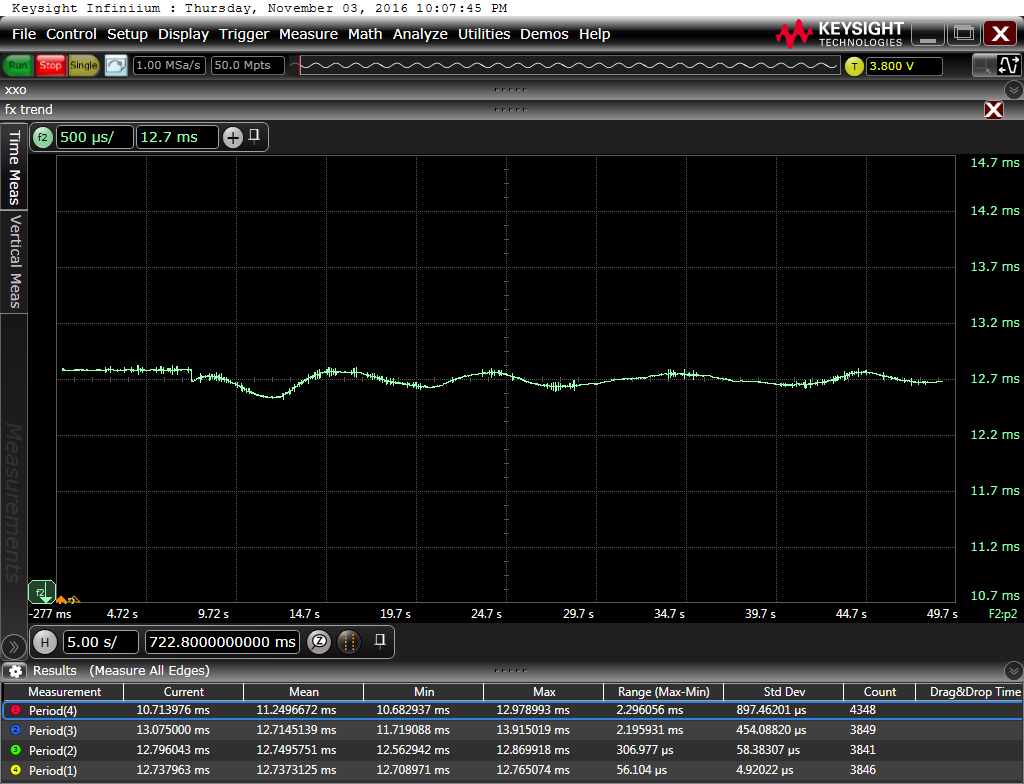 Keysight Infiniium : Thursday, November 03, 2016 10:07:45 PM
File Control Setup Display Trigger Measure Math Analyze Utilities Demos Help
KEYSIGHT
TECHNOLOGIES
Run Stop Single 1.00 MSa/s 50.0 Mpts T 3.800 V
xxo
fx trend
Time Meas
Vertical Meas
Measurements
f2 500 µs/ 12.7 ms
14.7 ms
14.2 ms
13.7 ms
13.2 ms
12.7 ms
12.2 ms
11.7 ms
11.2 ms
10.7 ms
f2
-277 ms 4.72 s 9.72 s 14.7 s 19.7 s 24.7 s 29.7 s 34.7 s 39.7 s 44.7 s 49.7 s F2:p2
H 5.00 s/ 722.8000000000 ms
Results (Measure All Edges)
Measurement Current Mean Min Max Range (Max-Min) Std Dev Count Drag&Drop Time
Period(4) 10.713976 ms 11.2496672 ms 10.682937 ms 12.978993 ms 2.296056 ms 897.46201 µs 4348
Period(3) 13.075000 ms 12.7145139 ms 11.719088 ms 13.915019 ms 2.195931 ms 454.08820 µs 3849
Period(2) 12.796043 ms 12.7495751 ms 12.562942 ms 12.869918 ms 306.977 µs 58.38307 µs 3841
Period(1) 12.737963 ms 12.7373125 ms 12.708971 ms 12.765074 ms 56.104 µs 4.92022 µs 3846